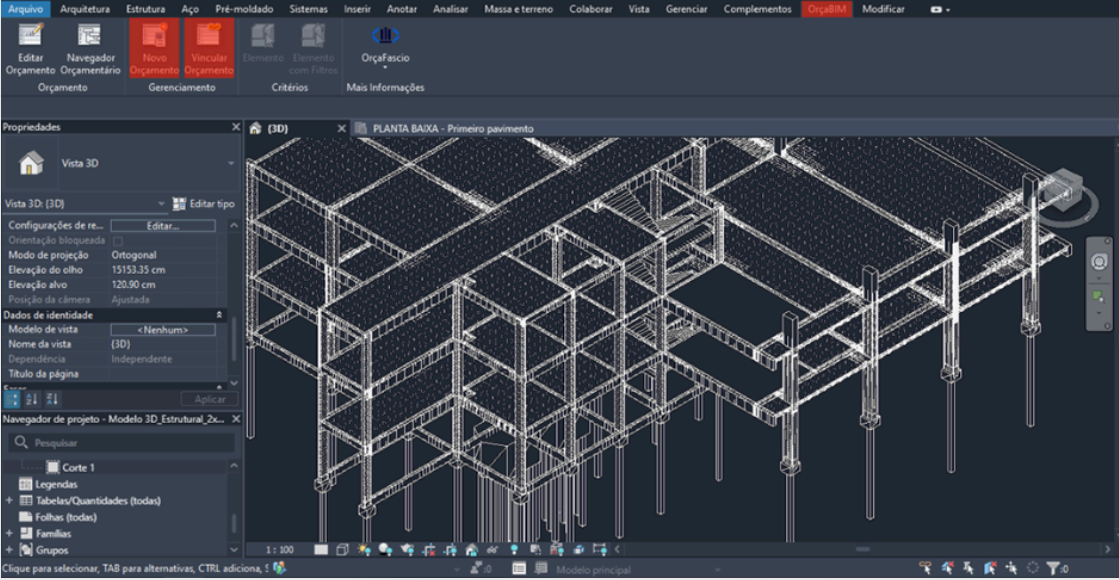 Arquivo Arquitetura Estrutura Aço Pré-moldado Sistemas Inserir Anotar Analisar Massa e terreno Colaborar Vista Gerenciar Complementos OrçaBIM Modificar
Editar Orçamento
Navegador Orçamentário
Novo Orçamento
Vincular Orçamento
Elemento
Elemento com Filtros
OrçaFascio
Orçamento Gerenciamento Critérios Mais Informações
Propriedades
Vista 3D
Vista 3D: {3D} Editar tipo
Configurações de re... Editar...
Orientação bloqueada
Modo de projeção Ortogonal
Elevação do olho 15153.35 cm
Elevação alvo 120.90 cm
Posição da câmera Ajustada
Dados de identidade
Modelo de vista <Nenhum>
Nome da vista {3D}
Dependência Independente
Título da página
Fases
Aplicar
Navegador de projeto - Modelo 3D_Estrutural_2x...
Pesquisar
Corte 1
Legendas
Tabelas/Quantidades (todas)
Folhas (todas)
Famílias
Grupos
{3D} PLANTA BAIXA - Primeiro pavimento
1 : 100
Clique para selecionar, TAB para alternativas, CTRL adiciona, S
:0 Modelo principal :0